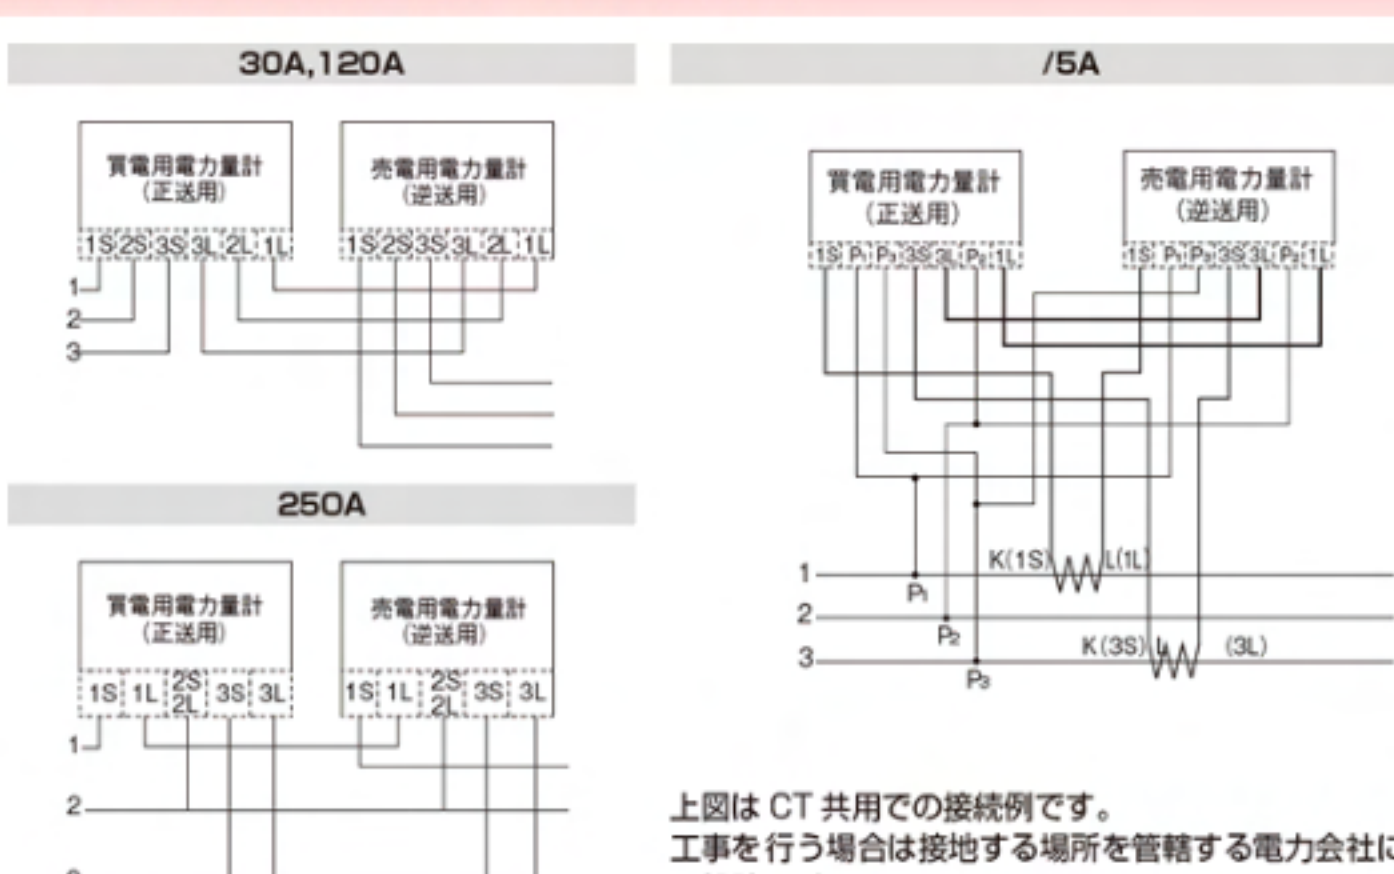 30A,120A
買電用電力量計
(正送用)
1S 2S 3S 3L 2L 1L
売電用電力量計
(逆送用)
1S 2S 3S 3L 2L 1L
1
2
3
250A
買電用電力量計
(正送用)
1S 1L 2S 2L 3S 3L
売電用電力量計
(逆送用)
1S 1L 2S 2L 3S 3L
1
2
/5A
買電用電力量計
(正送用)
1S P₁ P₃ 3S 3L P₂ 1L
売電用電力量計
(逆送用)
1S P₁ P₃ 3S 3L P₂ 1L
K(1S) L(1L)
1
P₁
2
P₂
K(3S) L (3L)
3
P₃
上図は CT 共用での接続例です。
工事を行う場合は接地する場所を管轄する電力会社に